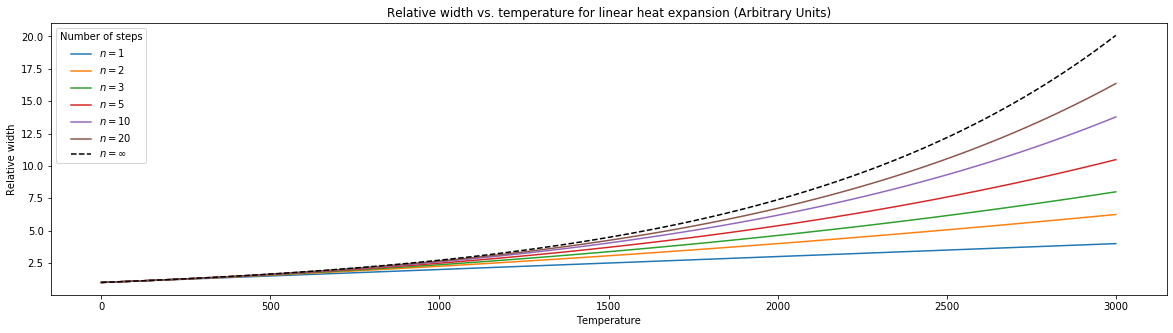 Relative width vs. temperature for linear heat expansion (Arbitrary Units)
Number of steps
n = 1
n = 2
n = 3
n = 5
n = 10
n = 20
n = ∞
Relative width
20.0
17.5
15.0
12.5
10.0
7.5
5.0
2.5
0
500
1000
1500
2000
2500
3000
Temperature